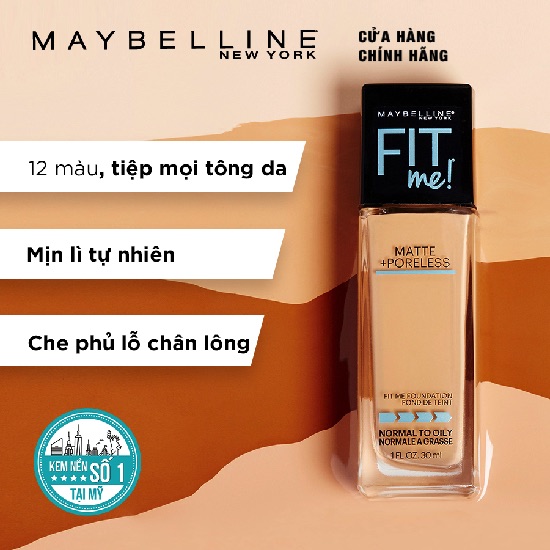 MAYBELLINE
NEW YORK
CỬA HÀNG
CHÍNH HÃNG
12 màu, tiệp mọi tông da
Mịn lì tự nhiên
Che phủ lỗ chân lông
MAYBELLINE
NEW YORK
FIT
me!
MATTE
+PORELESS
FIT ME FOUNDATION
FOND DE TEINT
NORMAL TO OILY
NORMALE A GRASSE
1 FL OZ. 30ml
KEM NỀN
SỐ 1
TẠI MỸ